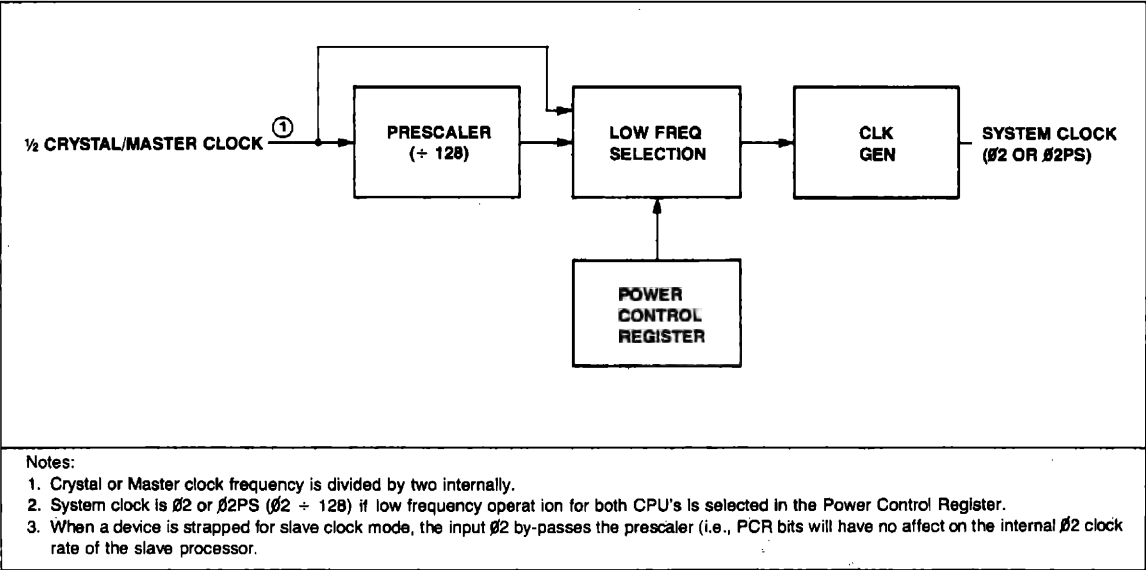 ½ CRYSTAL/MASTER CLOCK
①
PRESCALER
(÷ 128)
LOW FREQ
SELECTION
CLK
GEN
SYSTEM CLOCK
(Ø2 OR Ø2PS)
POWER
CONTROL
REGISTER
Notes:
1. Crystal or Master clock frequency is divided by two internally.
2. System clock is Ø2 or Ø2PS (Ø2 ÷ 128) if low frequency operat ion for both CPU's is selected in the Power Control Register.
3. When a device is strapped for slave clock mode, the input Ø2 by-passes the prescaler (i.e., PCR bits will have no affect on the internal Ø2 clock
rate of the slave processor.